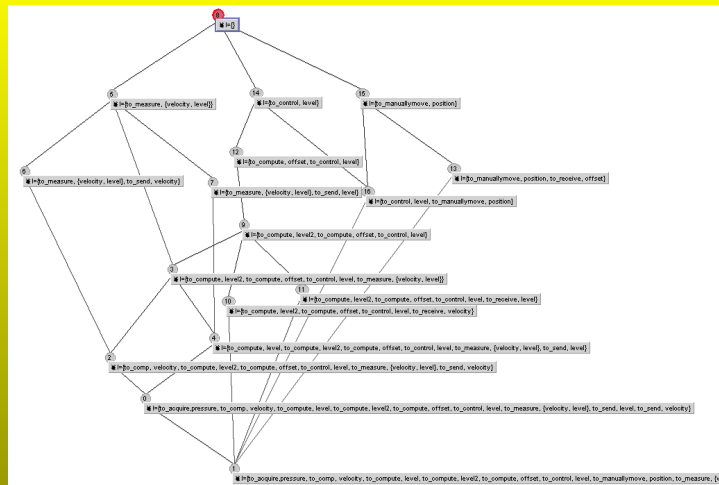 8
I={}
5
I={to_measure, {velocity, level}}
14
I={to_control, level}
15
I={to_manuallymove, position}
12
I={to_compute, offset, to_control, level}
6
I={to_measure, {velocity, level}, to_send, velocity}
7
I={to_measure, {velocity, level}, to_send, level}
13
I={to_manuallymove, position, to_receive, offset}
16
I={to_control, level, to_manuallymove, position}
9
I={to_compute, level2, to_compute, offset, to_control, level}
3
I={to_compute, level2, to_compute, offset, to_control, level, to_measure, {velocity, level}}
11
I={to_compute, level2, to_compute, offset, to_control, level, to_receive, level}
10
I={to_compute, level2, to_compute, offset, to_control, level, to_receive, velocity}
4
I={to_compute, level, to_compute, level2, to_compute, offset, to_control, level, to_measure, {velocity, level}, to_send, level}
2
I={to_comp, velocity, to_compute, level2, to_compute, offset, to_control, level, to_measure, {velocity, level}, to_send, velocity}
0
I={to_acquire,pressure, to_comp, velocity, to_compute, level, to_compute, level2, to_compute, offset, to_control, level, to_measure, {velocity, level}, to_send, level, to_send, velocity}
1
I={to_acquire,pressure, to_comp, velocity, to_compute, level, to_compute, level2, to_compute, offset, to_control, level, to_manuallymove, position, to_measure, {v